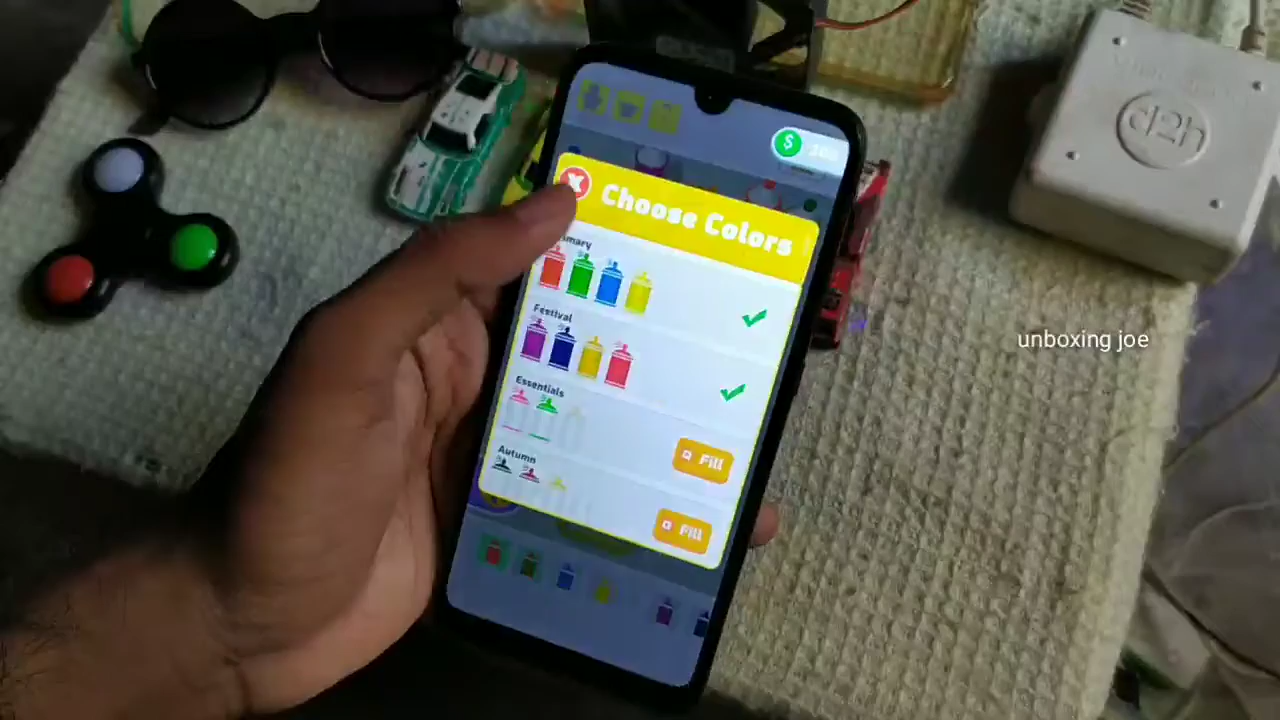 d2h
$
Choose Colors
Festival
Essentials
Fill
Autumn
Fill
unboxing joe